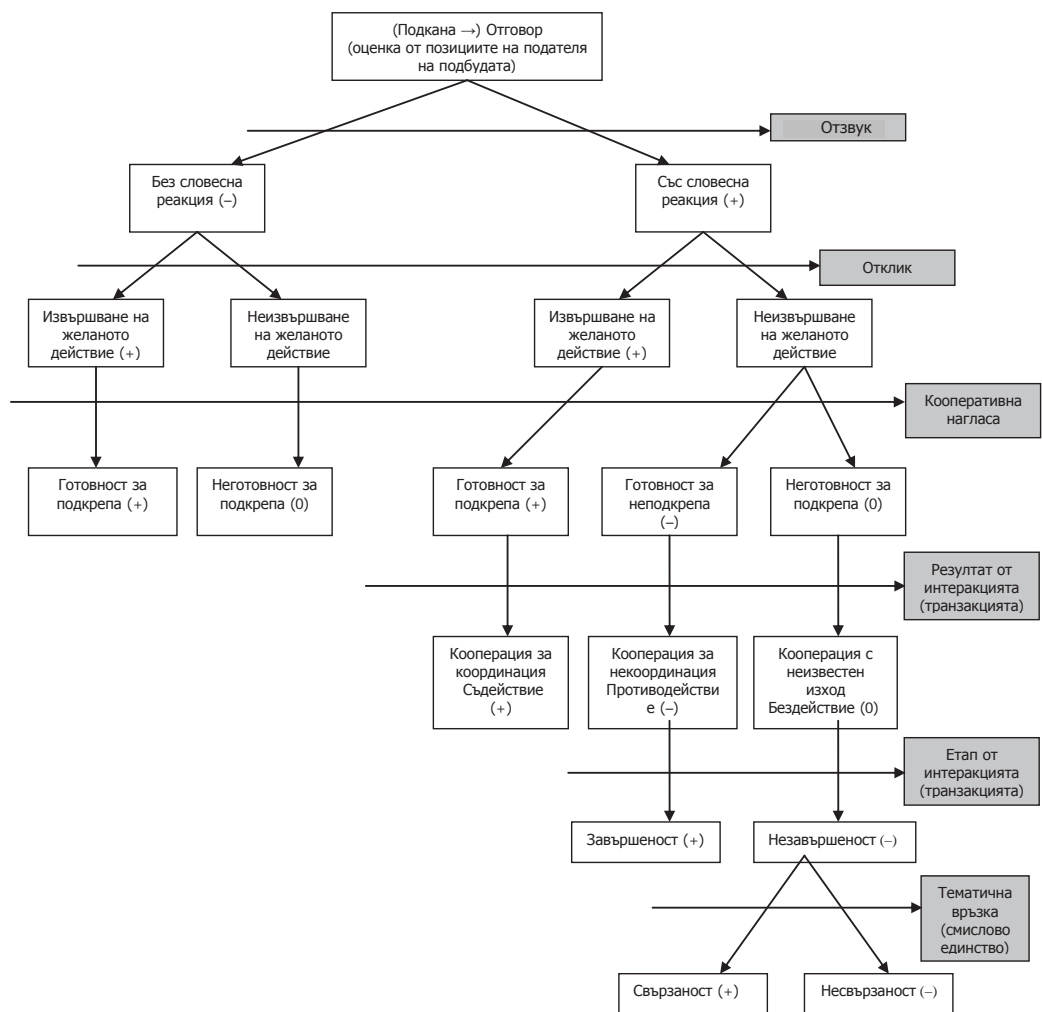 (Подкана →) Отговор
(оценка от позициите на подателя
на подбудата)
Отзвук
Без словесна
реакция (–)
Със словесна
реакция (+)
Отклик
Извършване на
желаното
действие (+)
Неизвършване
на желаното
действие
Извършване на
желаното
действие (+)
Неизвършване
на желаното
действие
Кооперативна
нагласа
Готовност за
подкрепа (+)
Неготовност за
подкрепа (0)
Готовност за
подкрепа (+)
Готовност за
неподкрепа
(–)
Неготовност за
подкрепа (0)
Резултат от
интеракцията
(транзакцията)
Кооперация за
координация
Съдействие
(+)
Кооперация за
некоординация
Противодействи
е (–)
Кооперация с
неизвестен
изход
Бездействие (0)
Етап от
интеракцията
(транзакцията)
Завършеност (+)
Незавършеност (–)
Тематична
връзка
(смислово
единство)
Свързаност (+)
Несвързаност (–)